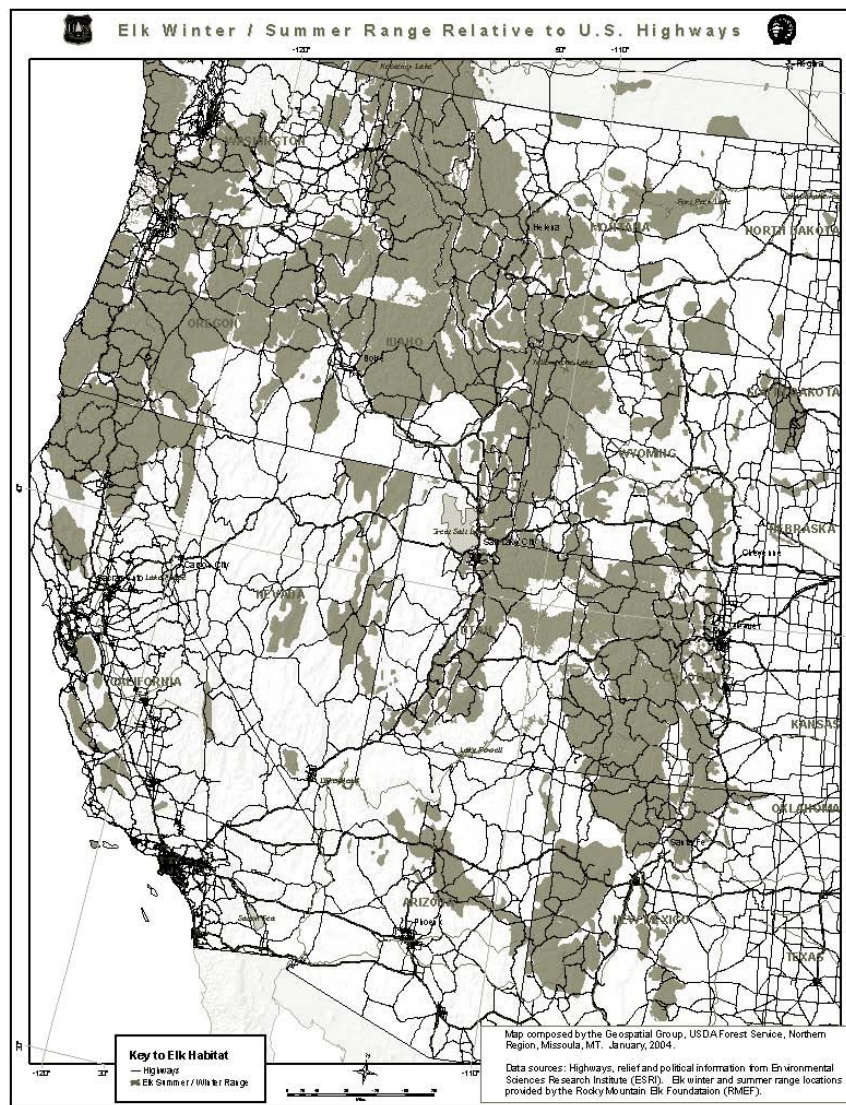 Elk Winter / Summer Range Relative to U.S. Highways
-120°
-110°
Regina
WASHINGTON
Helena
MONTANA
NORTH DAKOTA
OREGON
IDAHO
Boise
SOUTH DAKOTA
WYOMING
NEBRASKA
Great Salt
Salt Lake City
Cheyenne
Carson City
NEVADA
UTAH
Denver
CALIFORNIA
COLORADO
KANSAS
Lake Powell
OKLAHOMA
Santa Fe
ARIZONA
Phoenix
Salton Sea
NEW MEXICO
TEXAS
Key to Elk Habitat
Highways
Elk Summer / Winter Range
-120°
30°
-110°
Map composed by the Geospatial Group, USDA Forest Service, Northern
Region, Missoula, MT. January, 2004.
Data sources: Highways, relief and political information from Environmental
Sciences Research Institute (ESRI). Elk winter and summer range locations
provided by the Rocky Mountain Elk Foundataion (RMEF).